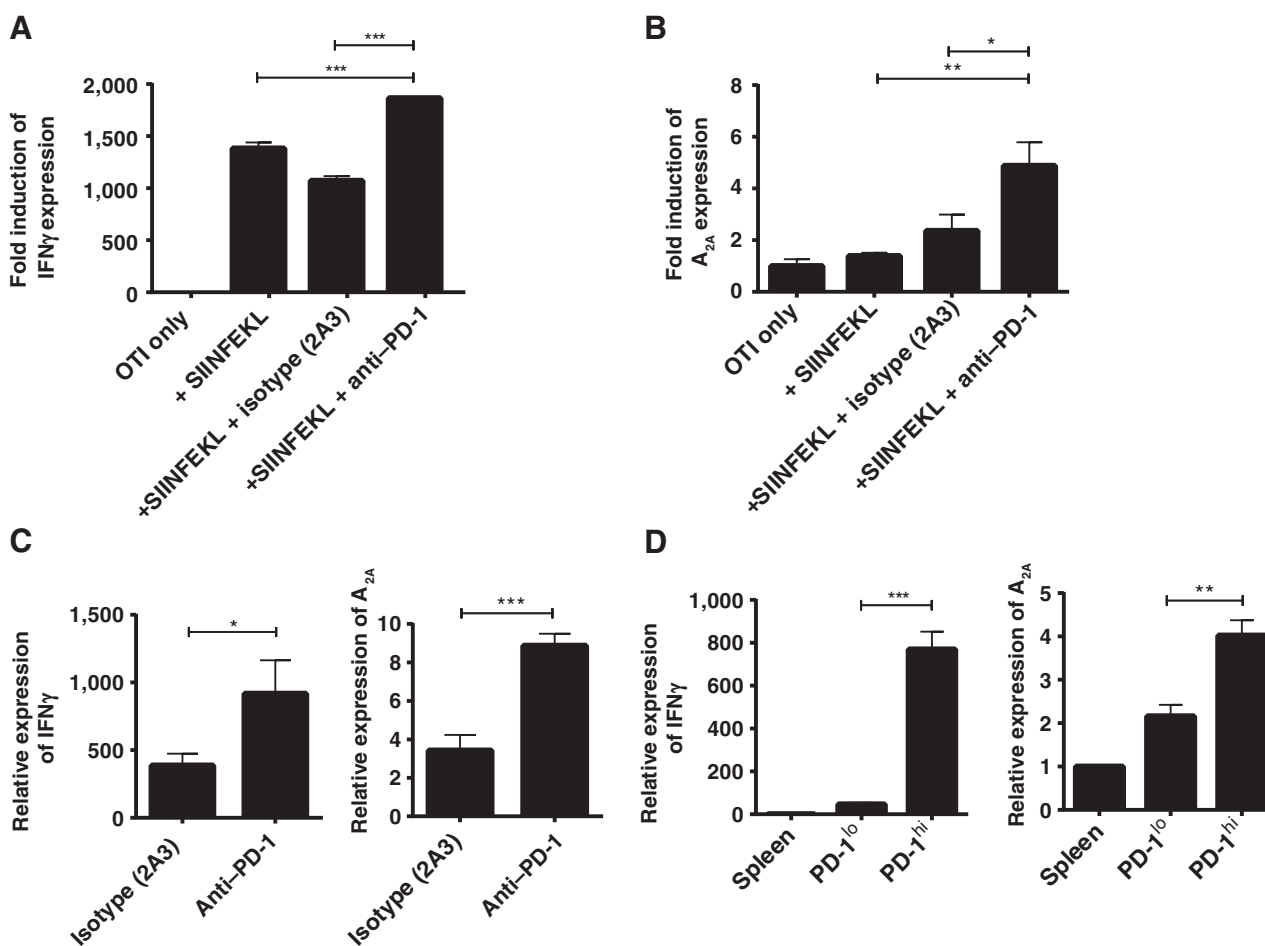 A
***
***
2,000
1,500
1,000
500
0
Fold induction of
IFNγ expression
OTI only
+ SIINFEKL
+SIINFEKL + isotype (2A3)
+SIINFEKL + anti–PD-1
B
*
**
8
6
4
2
0
Fold induction of
A2A expression
OTI only
+ SIINFEKL
+SIINFEKL + isotype (2A3)
+SIINFEKL + anti–PD-1
C
*
1,500
1,000
500
0
Relative expression
of IFNγ
Isotype (2A3)
Anti–PD-1
***
10
8
6
4
2
0
Relative expression of A2A
Isotype (2A3)
Anti–PD-1
D
***
1,000
800
600
400
200
0
Relative expression
of IFNγ
Spleen
PD-1lo
PD-1hi
**
5
4
3
2
1
0
Relative expression of A2A
Spleen
PD-1lo
PD-1hi